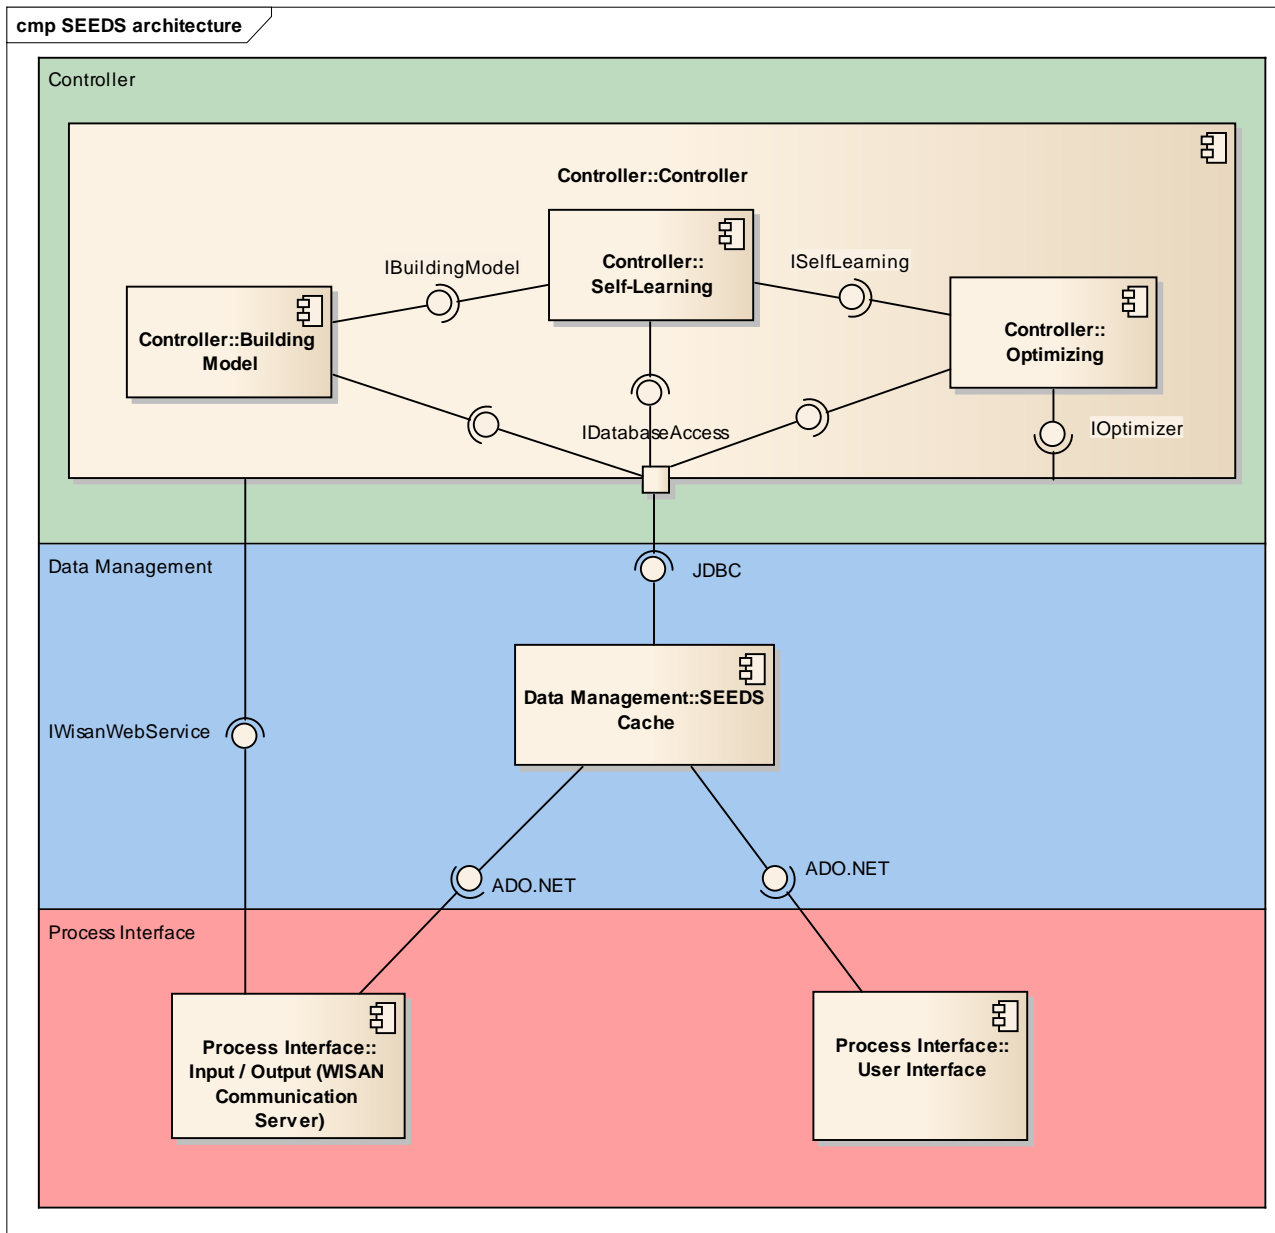 cmp SEEDS architecture
Controller
Controller::Controller
IBuildingModel
Controller::
Self-Learning
ISelfLearning
Controller::Building
Model
Controller::
Optimizing
IDatabaseAccess
IOptimizer
Data Management
JDBC
Data Management::SEEDS
Cache
IWisanWebService
ADO.NET
ADO.NET
Process Interface
Process Interface::
Input / Output (WISAN
Communication
Server)
Process Interface::
User Interface